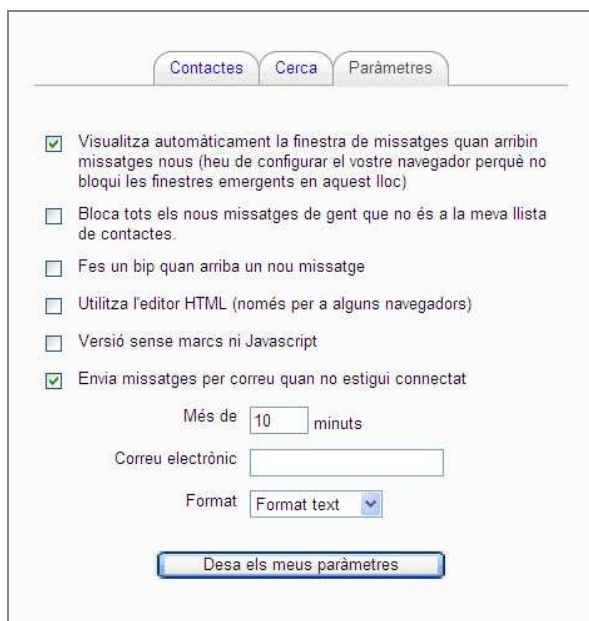 Contactes Cerca Paràmetres
Visualitza automàticament la finestra de missatges quan arribin
missatges nous (heu de configurar el vostre navegador perquè no
bloqui les finestres emergents en aquest lloc)
Bloca tots els nous missatges de gent que no és a la meva llista
de contactes.
Fes un bip quan arriba un nou missatge
Utilitza l'editor HTML (només per a alguns navegadors)
Versió sense marcs ni Javascript
Envia missatges per correu quan no estigui connectat
Més de 10 minuts
Correu electrònic
Format Format text
Desa els meus paràmetres